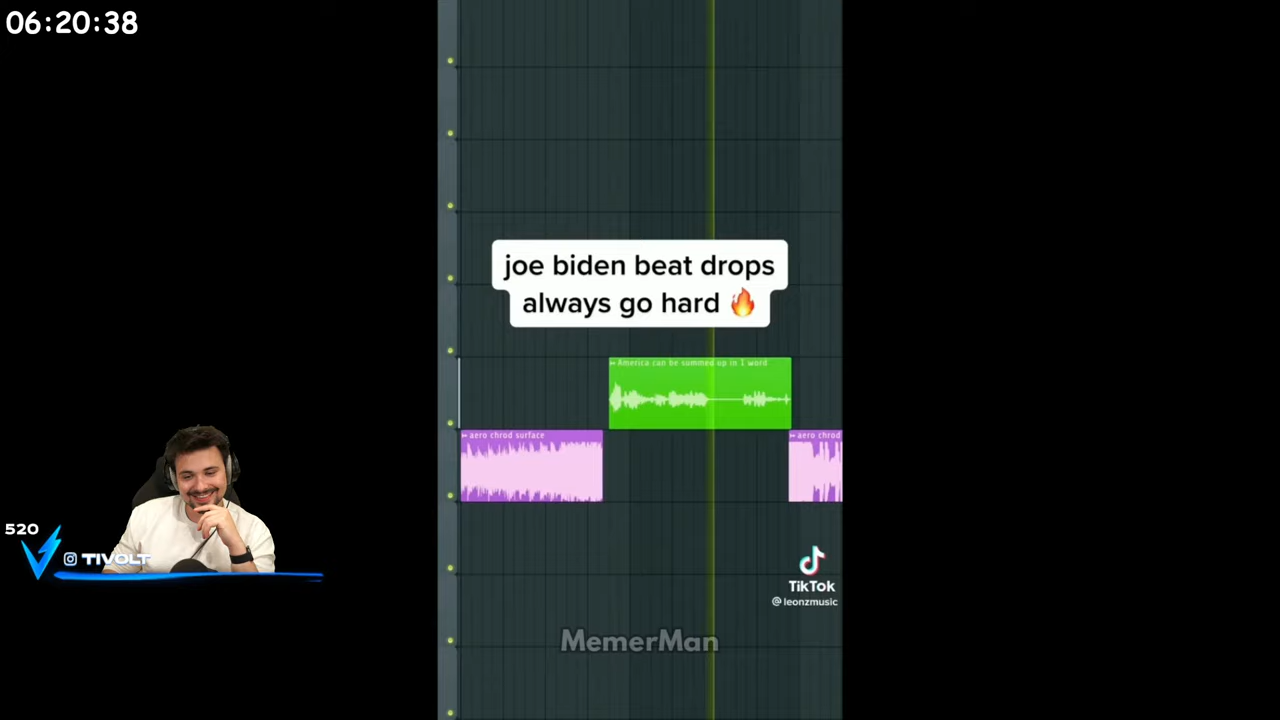 06:20:38
joe biden beat drops
always go hard 🔥
America can be summed up in 1 word
aero chrod surface
aero chrod
520
TIVOLT
TikTok
@leonzmusic
MemerMan